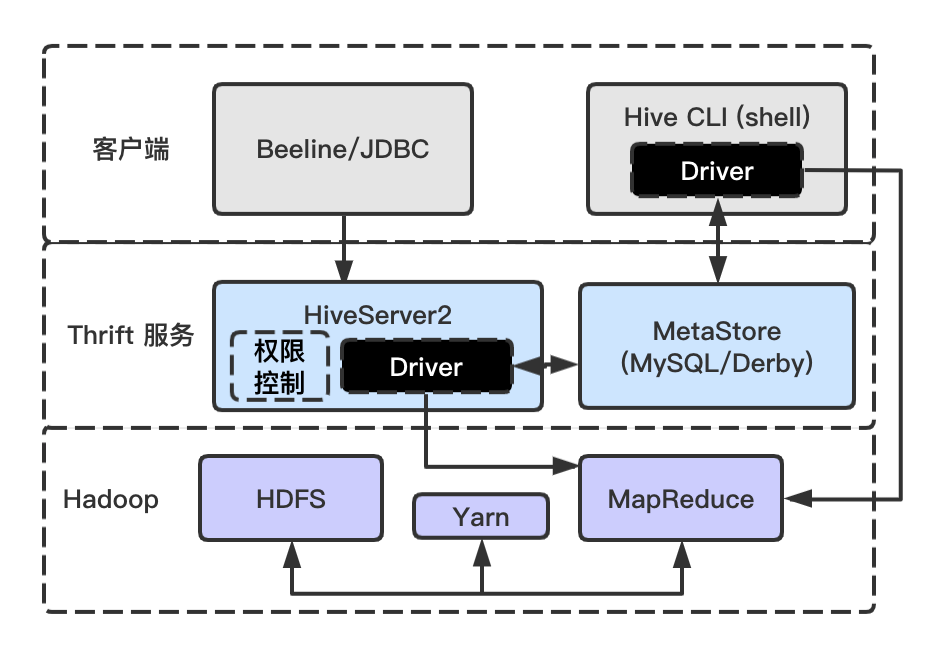 客户端
Beeline/JDBC
Hive CLI (shell)
Driver
Thrift 服务
HiveServer2
权限
控制
Driver
MetaStore
(MySQL/Derby)
Hadoop
HDFS
Yarn
MapReduce